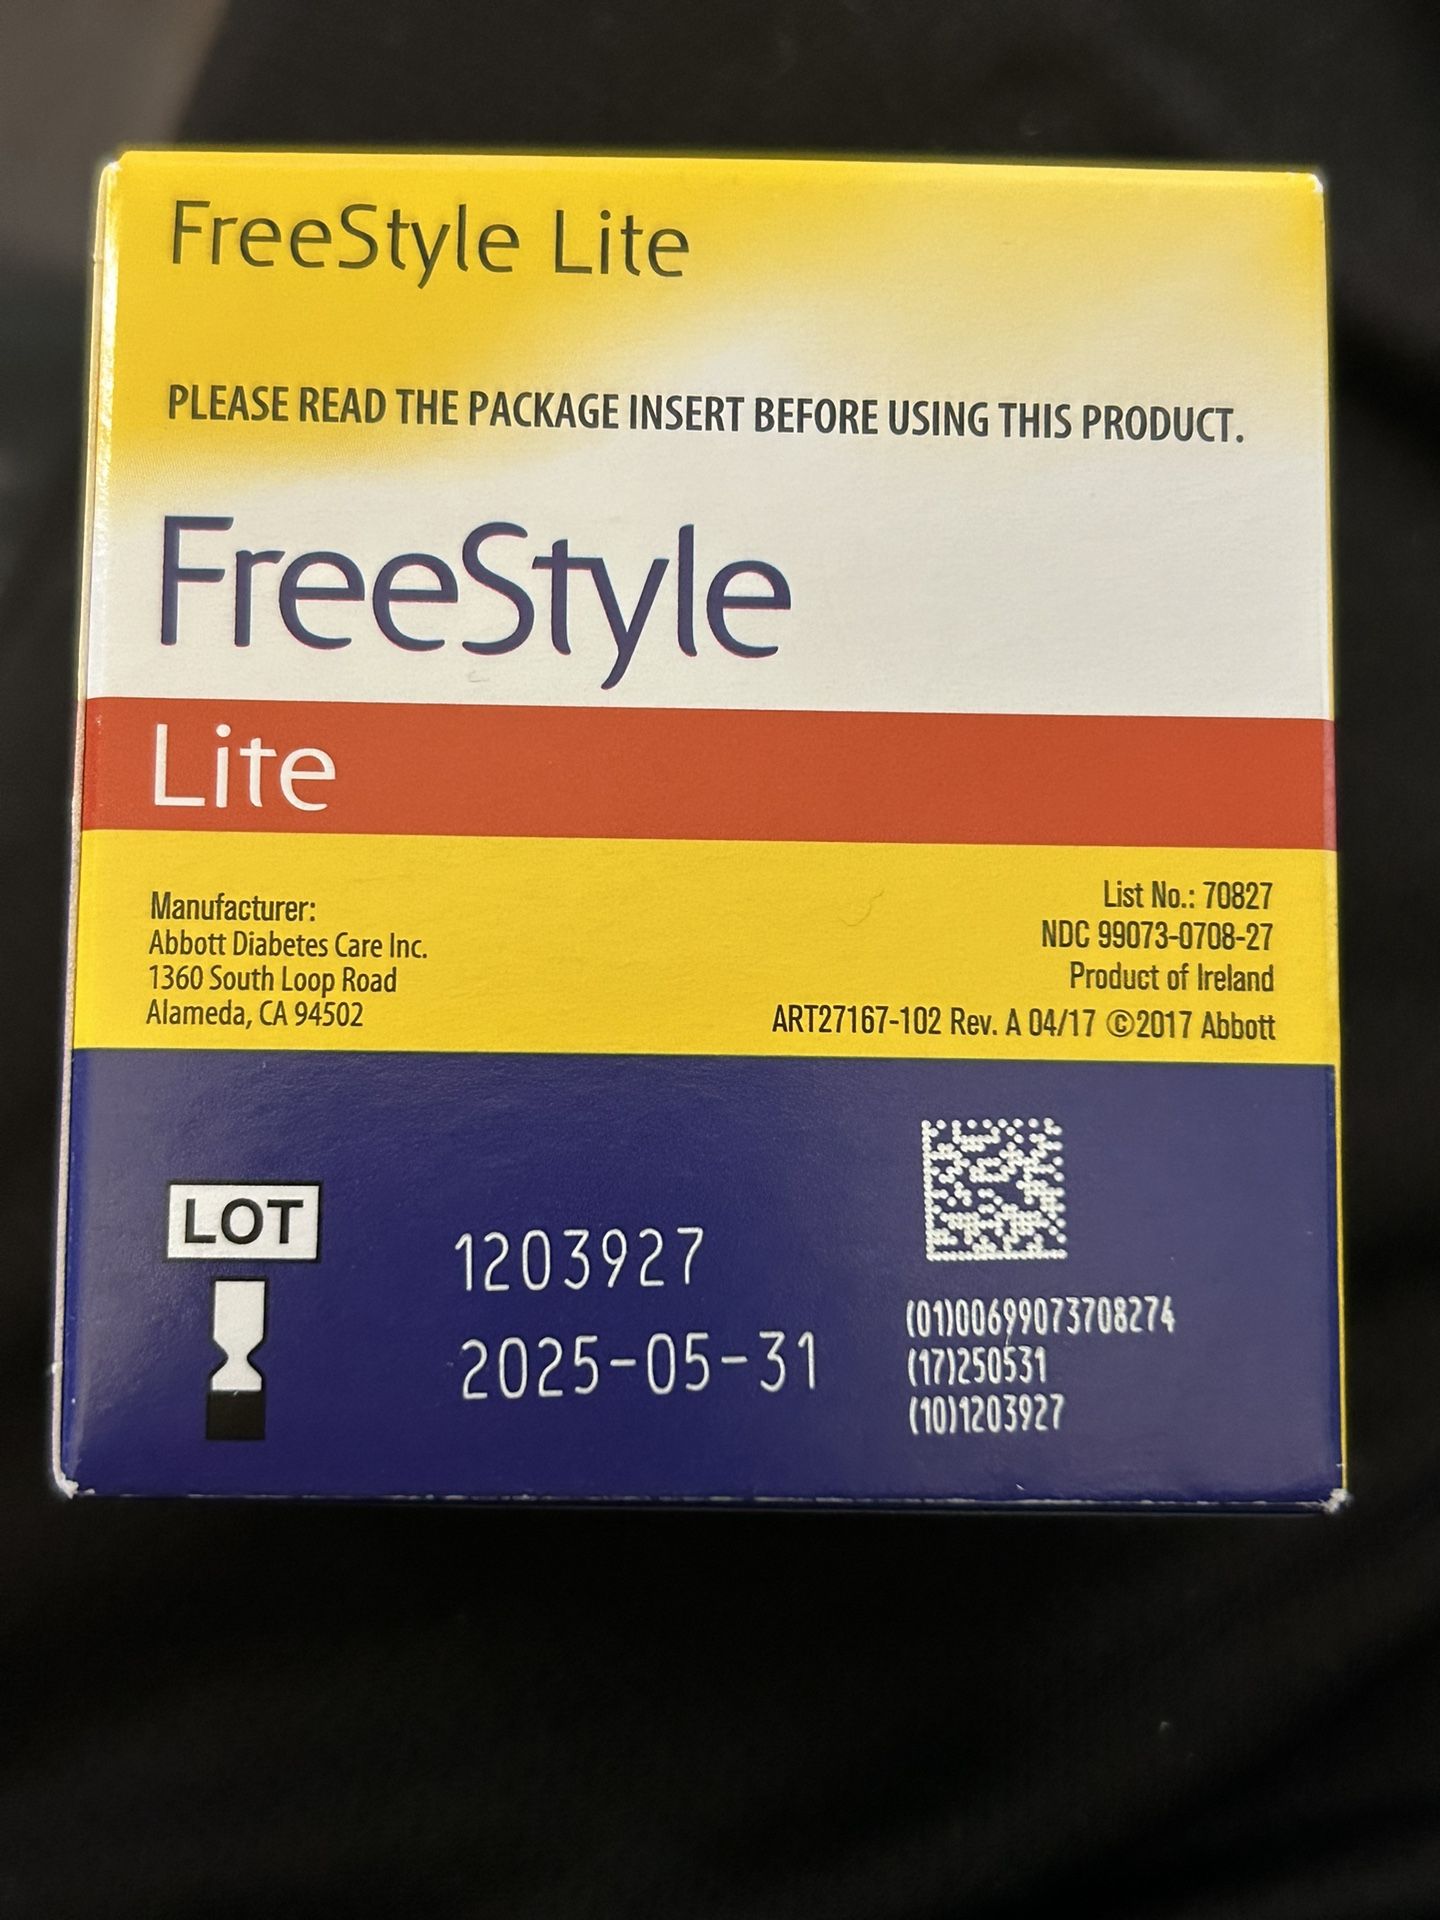 FreeStyle Lite
PLEASE READ THE PACKAGE INSERT BEFORE USING THIS PRODUCT.
FreeStyle
Lite
Manufacturer:
Abbott Diabetes Care Inc.
1360 South Loop Road
Alameda, CA 94502
List No.: 70827
NDC 99073-0708-27
Product of Ireland
ART27167-102 Rev. A 04/17 ©2017 Abbott
LOT
1203927
2025-05-31
(01)00699073708274
(17)250531
(10)1203927